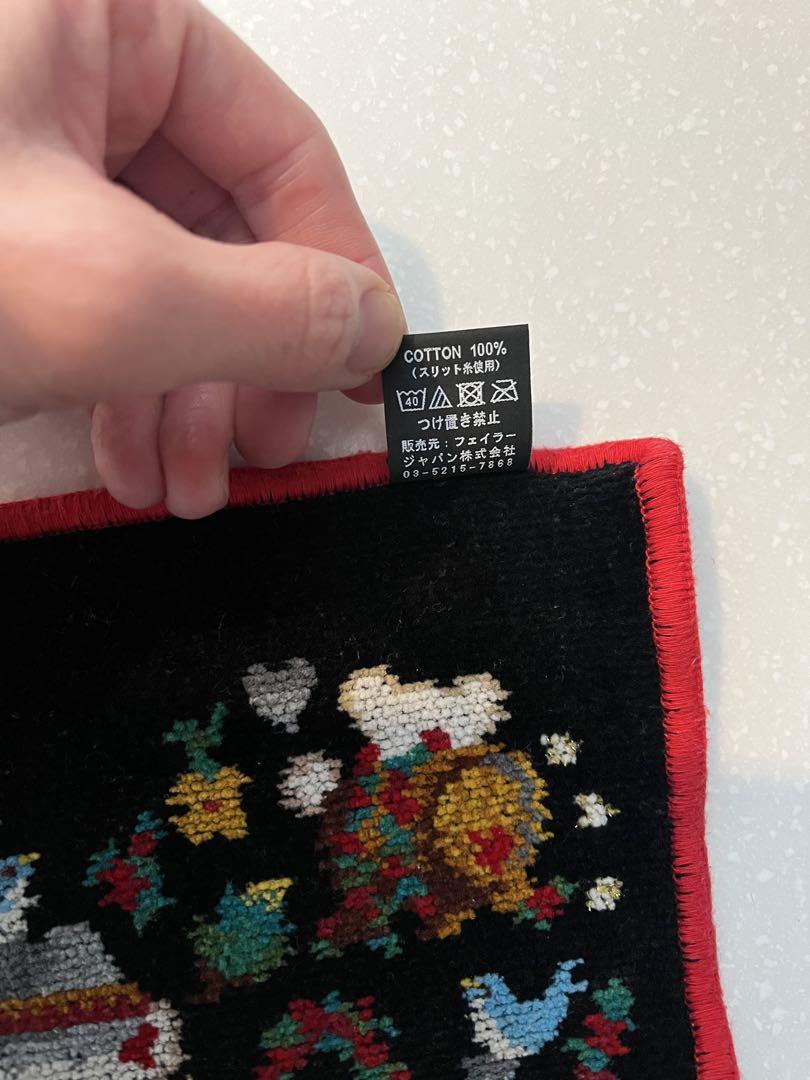 COTTON 100%
(スリット糸使用)
40
つけ置き禁止
販売元:フェイラー
ジャパン株式会社
03-5215-7868